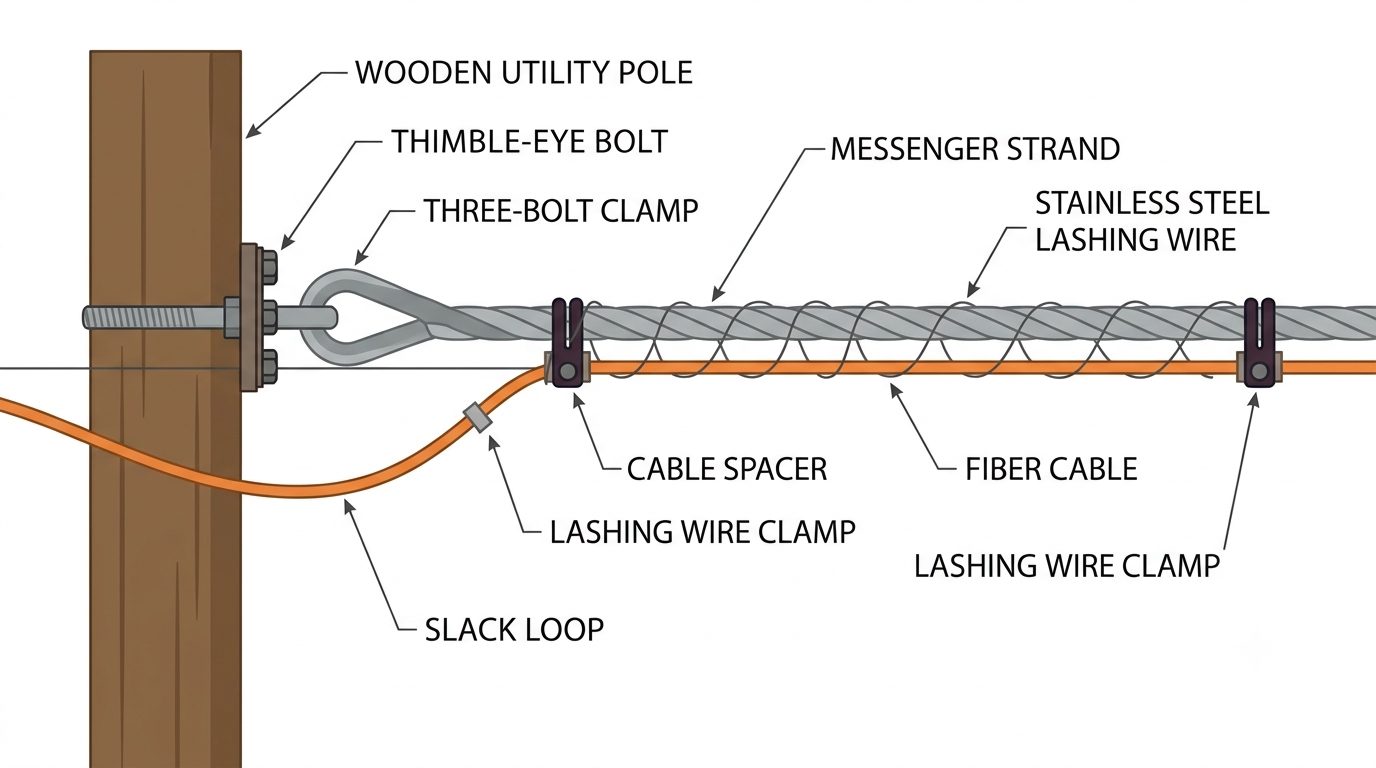 WOODEN UTILITY POLE
THIMBLE-EYE BOLT
THREE-BOLT CLAMP
MESSENGER STRAND
STAINLESS STEEL
LASHING WIRE
CABLE SPACER
FIBER CABLE
LASHING WIRE CLAMP
LASHING WIRE CLAMP
SLACK LOOP